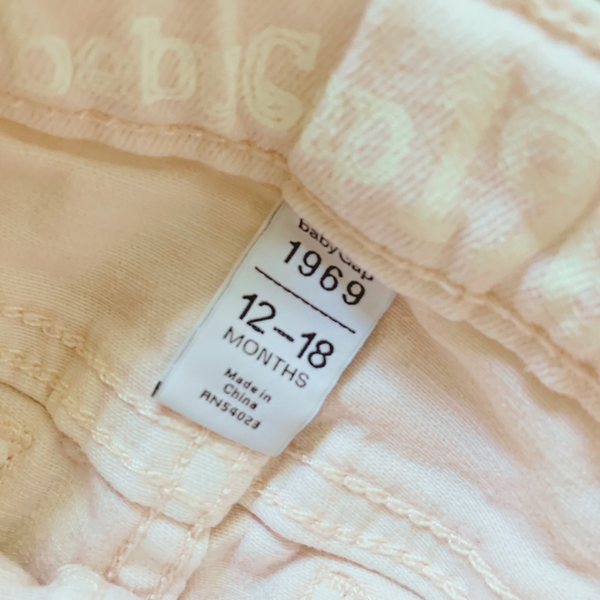 babyGap
1969
12-18
MONTHS
Made in
China
RN54023